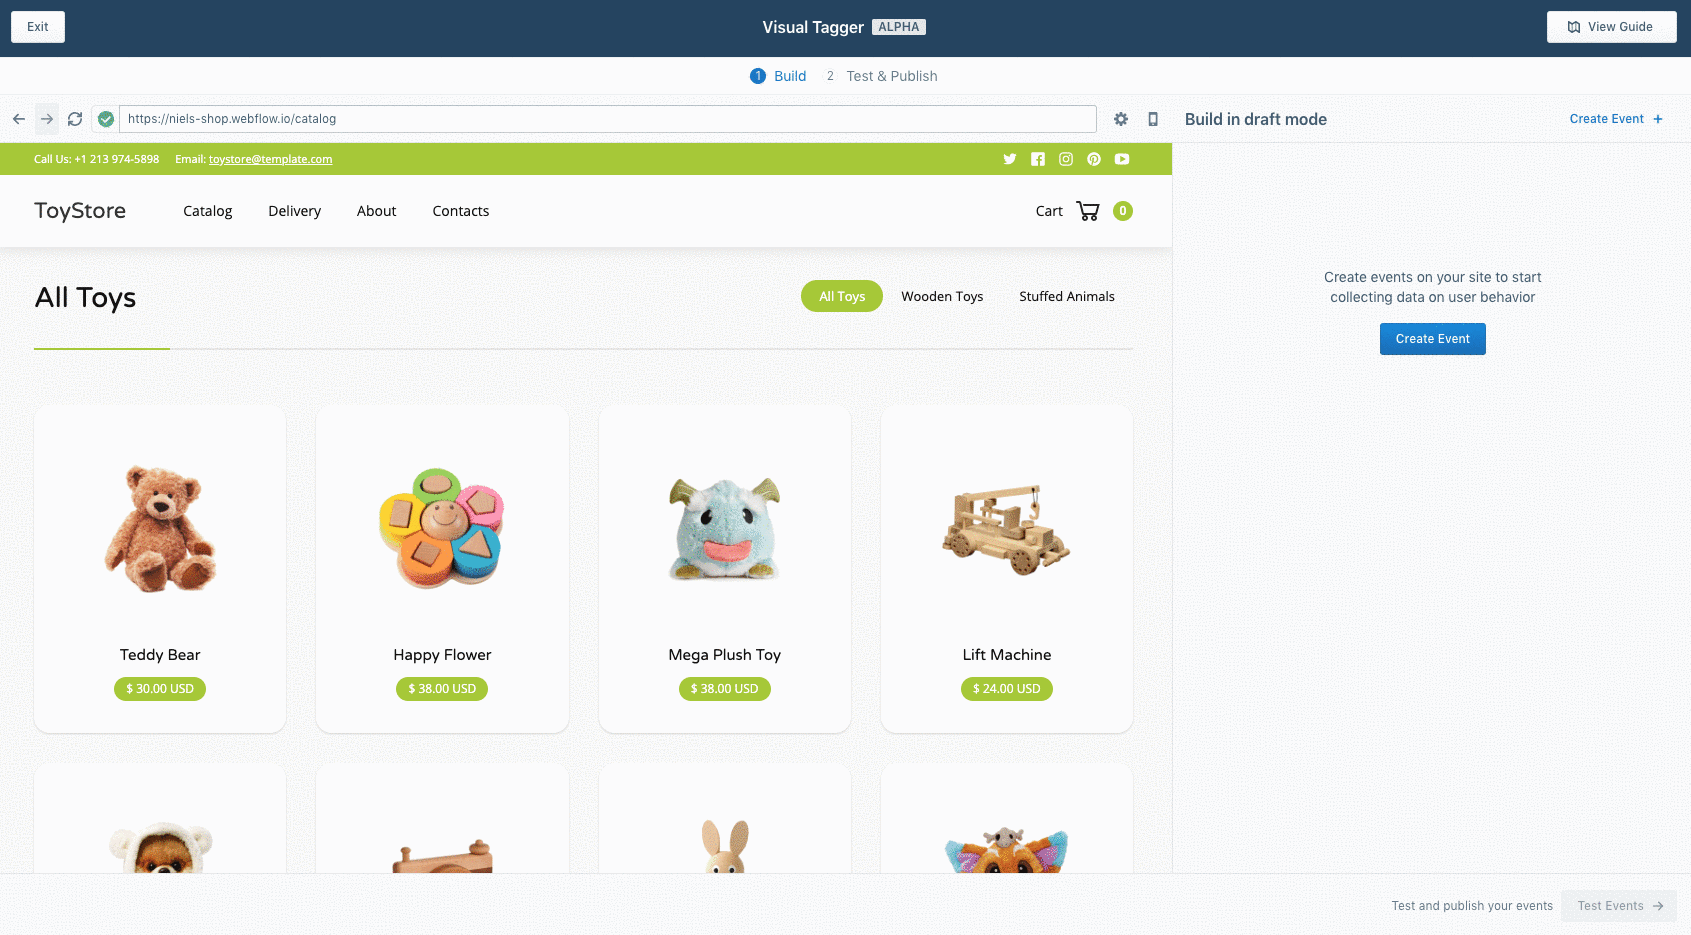 Exit
Visual Tagger ALPHA
View Guide
1 Build 2 Test & Publish
https://niels-shop.webflow.io/catalog
Build in draft mode
Create Event +
Call Us: +1 213 974-5898 Email: toystore@template.com
ToyStore
Catalog Delivery About Contacts
Cart 0
All Toys
All Toys Wooden Toys Stuffed Animals
Create events on your site to start
collecting data on user behavior
Create Event
Teddy Bear
$ 30.00 USD
Happy Flower
$ 38.00 USD
Mega Plush Toy
$ 38.00 USD
Lift Machine
$ 24.00 USD
Test and publish your events
Test Events →